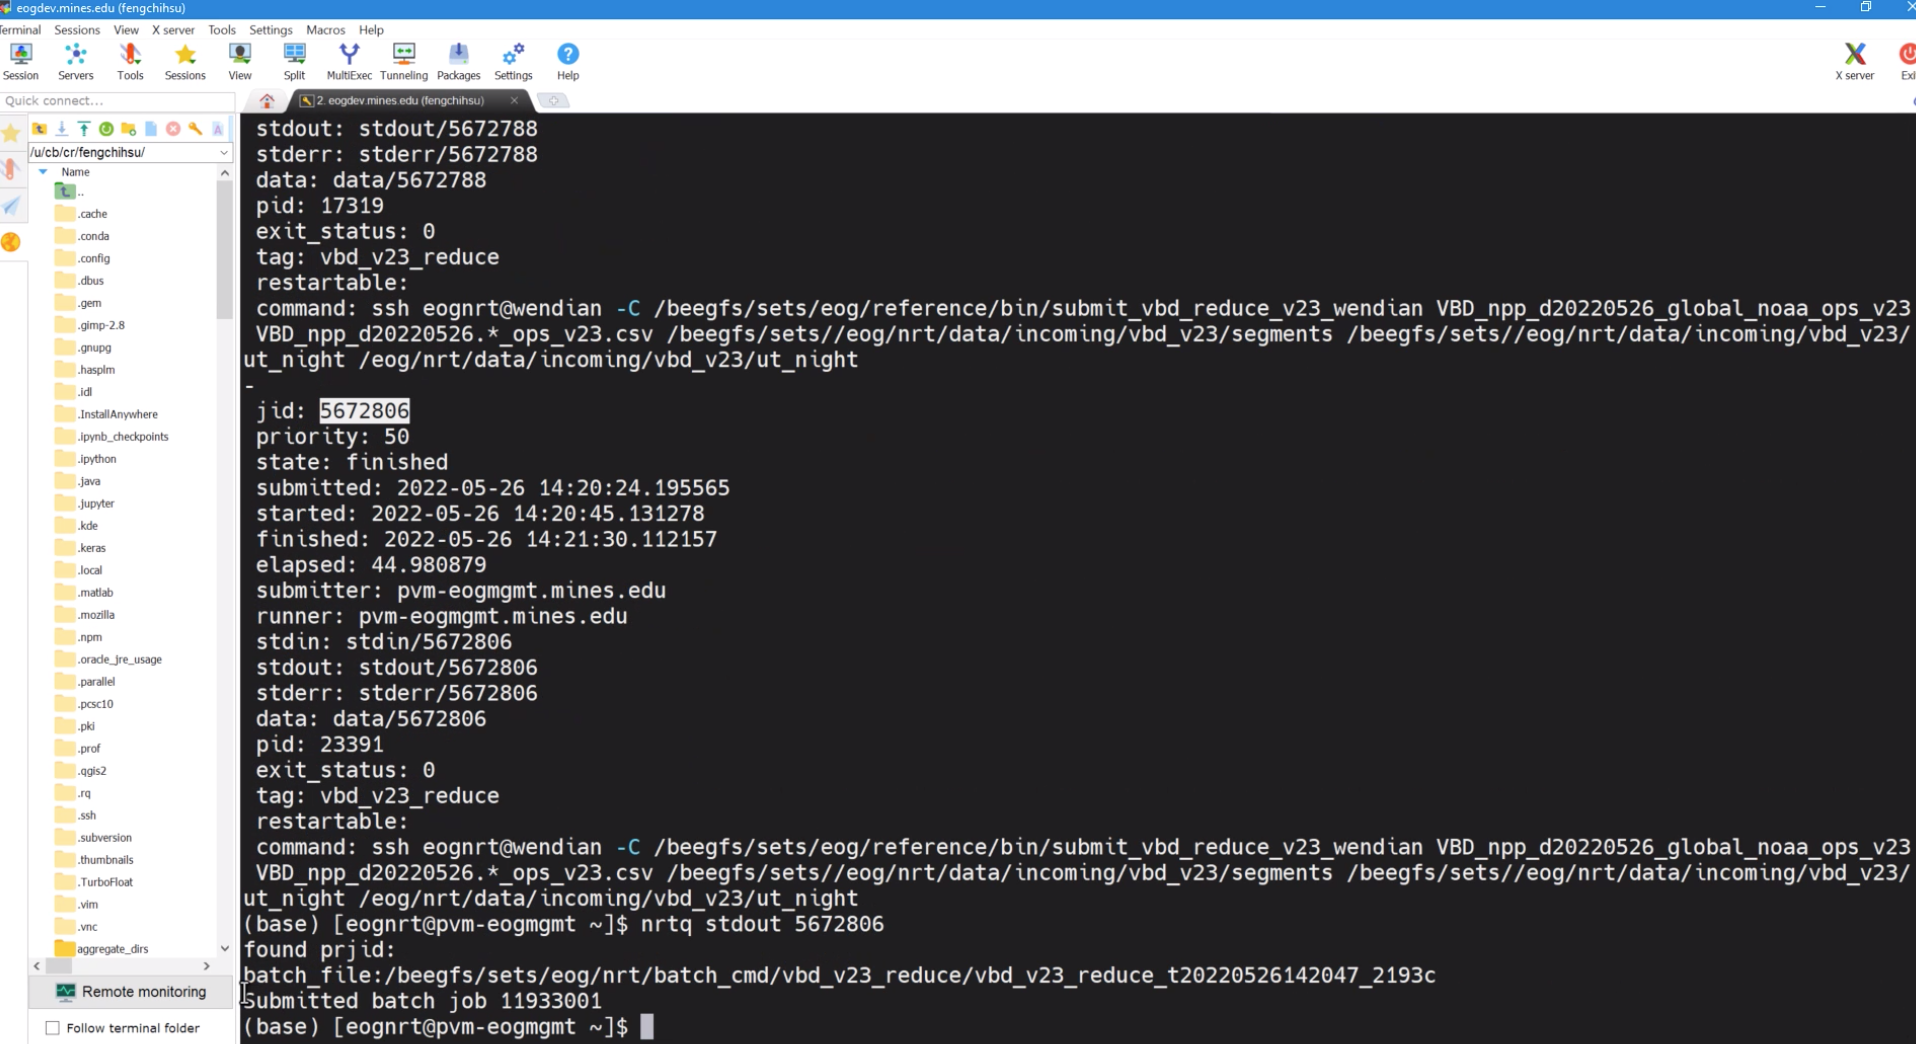 eogdev.mines.edu (fengchihsu)
Terminal Sessions View X server Tools Settings Macros Help
Session Servers Tools Sessions View Split MultiExec Tunneling Packages Settings Help X server Exi
Quick connect...
2. eogdev.mines.edu (fengchihsu)
/u/cb/cr/fengchihsu/
Name
..
.cache
.conda
.config
.dbus
.gem
.gimp-2.8
.gnupg
.hasplm
.idl
.InstallAnywhere
.ipynb_checkpoints
.ipython
.java
.jupyter
.kde
.keras
.local
.matlab
.mozilla
.npm
.oracle_jre_usage
.parallel
.pcsc10
.pki
.prof
.qgis2
.rq
.ssh
.subversion
.thumbnails
.TurboFloat
.vim
.vnc
aggregate_dirs
Remote monitoring
Follow terminal folder
stdout: stdout/5672788
stderr: stderr/5672788
data: data/5672788
pid: 17319
exit_status: 0
tag: vbd_v23_reduce
restartable:
command: ssh eognrt@wendian -C /beegfs/sets/eog/reference/bin/submit_vbd_reduce_v23_wendian VBD_npp_d20220526_global_noaa_ops_v23
VBD_npp_d20220526.*_ops_v23.csv /beegfs/sets//eog/nrt/data/incoming/vbd_v23/segments /beegfs/sets//eog/nrt/data/incoming/vbd_v23/
ut_night /eog/nrt/data/incoming/vbd_v23/ut_night
-
jid: 5672806
priority: 50
state: finished
submitted: 2022-05-26 14:20:24.195565
started: 2022-05-26 14:20:45.131278
finished: 2022-05-26 14:21:30.112157
elapsed: 44.980879
submitter: pvm-eogmgmt.mines.edu
runner: pvm-eogmgmt.mines.edu
stdin: stdin/5672806
stdout: stdout/5672806
stderr: stderr/5672806
data: data/5672806
pid: 23391
exit_status: 0
tag: vbd_v23_reduce
restartable:
command: ssh eognrt@wendian -C /beegfs/sets/eog/reference/bin/submit_vbd_reduce_v23_wendian VBD_npp_d20220526_global_noaa_ops_v23
VBD_npp_d20220526.*_ops_v23.csv /beegfs/sets//eog/nrt/data/incoming/vbd_v23/segments /beegfs/sets//eog/nrt/data/incoming/vbd_v23/
ut_night /eog/nrt/data/incoming/vbd_v23/ut_night
(base) [eognrt@pvm-eogmgmt ~]$ nrtq stdout 5672806
found prjid:
batch_file:/beegfs/sets/eog/nrt/batch_cmd/vbd_v23_reduce/vbd_v23_reduce_t20220526142047_2193c
Submitted batch job 11933001
(base) [eognrt@pvm-eogmgmt ~]$